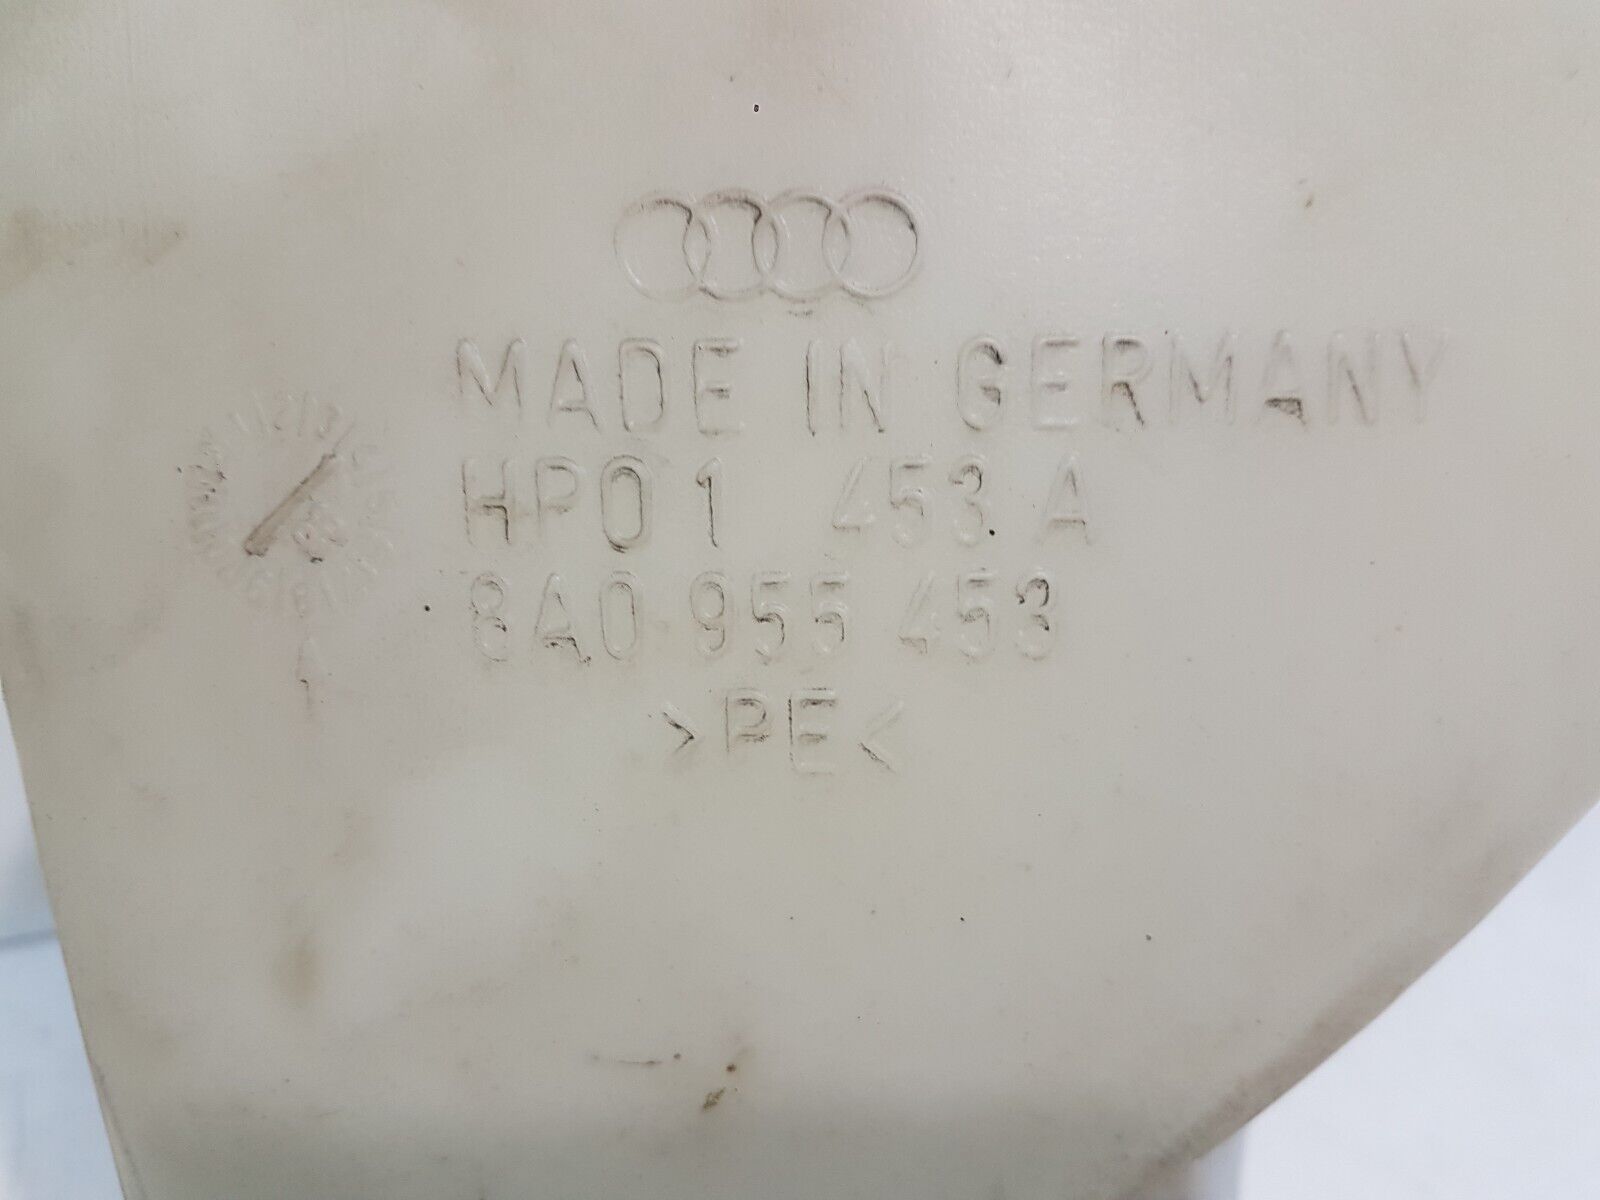 MADE IN GERMANY
HP01 453 A
8A0 955 453
>PE<